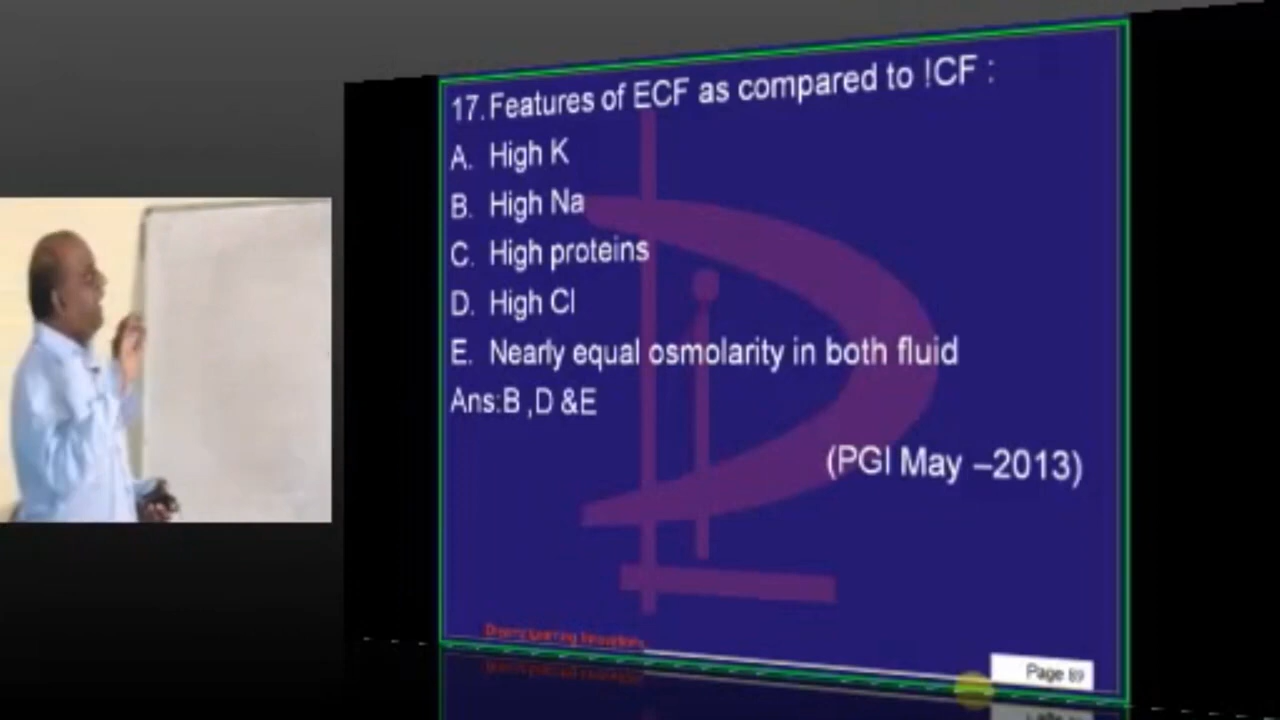 17. Features of ECF as compared to !CF :
A. High K
B. High Na
C. High proteins
D. High Cl
E. Nearly equal osmolarity in both fluid
Ans:B ,D &E
(PGI May –2013)
Page 89